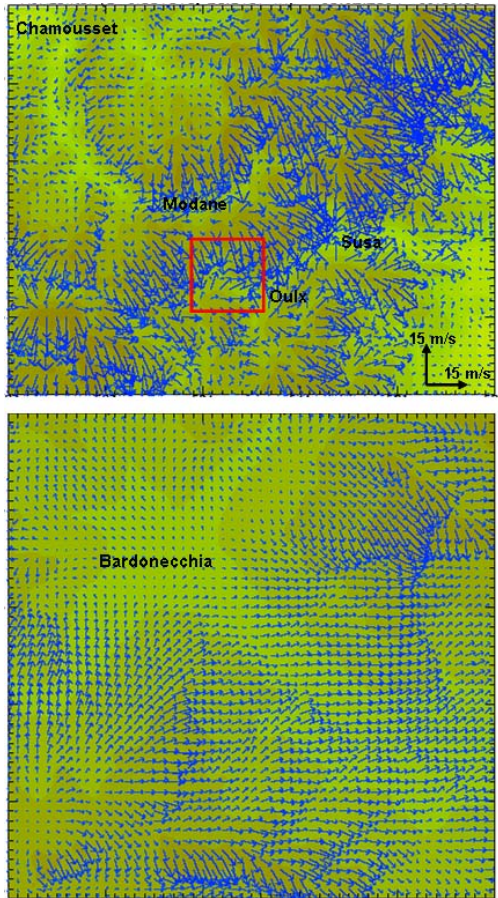 Chamousset
Modane
Susa
Oulx
15 m/s
15 m/s
Bardonecchia